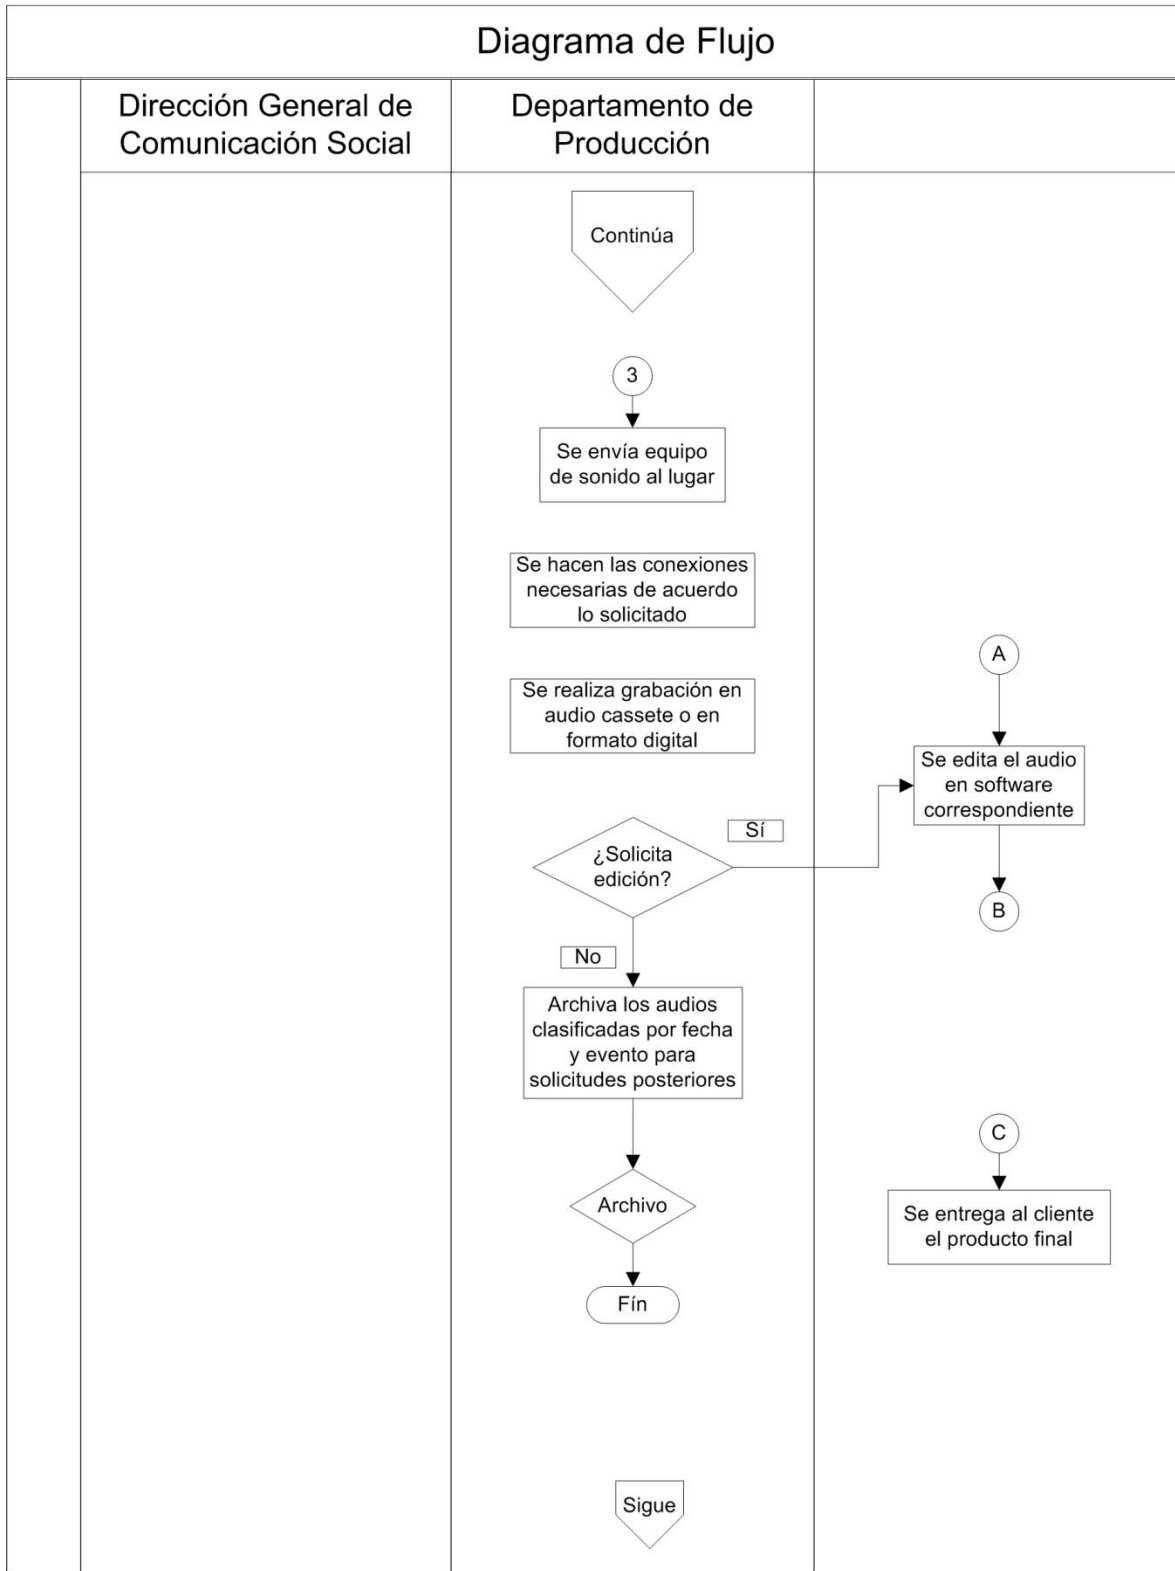 Diagrama de Flujo
Dirección General de
Comunicación Social
Departamento de
Producción
Continúa
3
Se envía equipo
de sonido al lugar
Se hacen las conexiones
necesarias de acuerdo
lo solicitado
Se realiza grabación en
audio cassete o en
formato digital
¿Solicita
edición?
Sí
No
Archiva los audios
clasificadas por fecha
y evento para
solicitudes posteriores
Archivo
Fín
Sigue
A
Se edita el audio
en software
correspondiente
B
C
Se entrega al cliente
el producto final